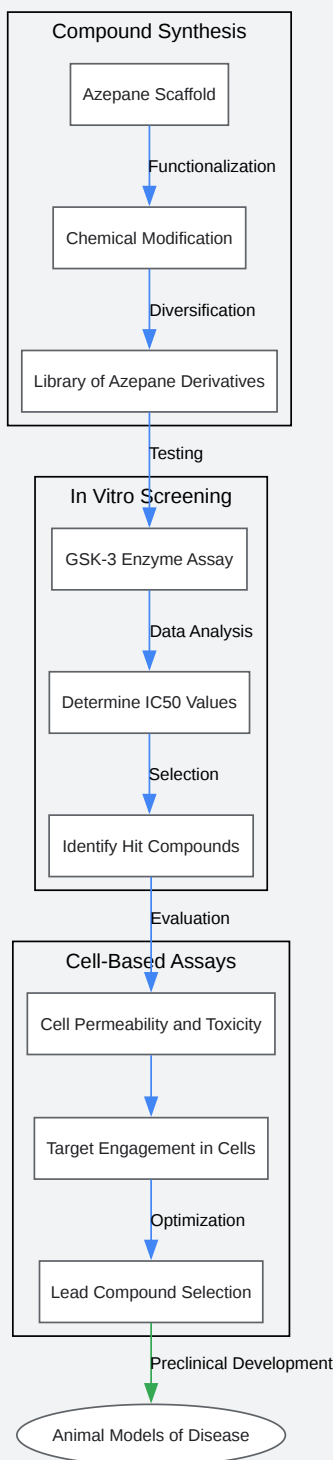 Compound Synthesis
Azepane Scaffold
Functionalization
Chemical Modification
Diversification
Library of Azepane Derivatives
Testing
In Vitro Screening
GSK-3 Enzyme Assay
Data Analysis
Determine IC50 Values
Selection
Identify Hit Compounds
Evaluation
Cell-Based Assays
Cell Permeability and Toxicity
Target Engagement in Cells
Optimization
Lead Compound Selection
Preclinical Development
Animal Models of Disease